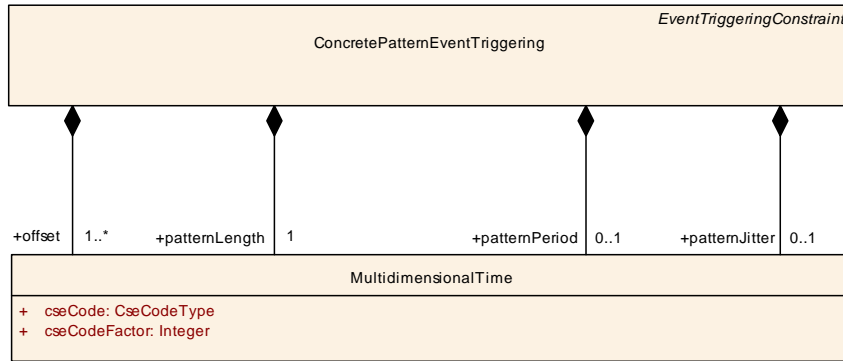 EventTriggeringConstraint
ConcretePatternEventTriggering
+offset 1..* +patternLength 1 +patternPeriod 0..1 +patternJitter 0..1
MultidimensionalTime
+ cseCode: CseCodeType
+ cseCodeFactor: Integer